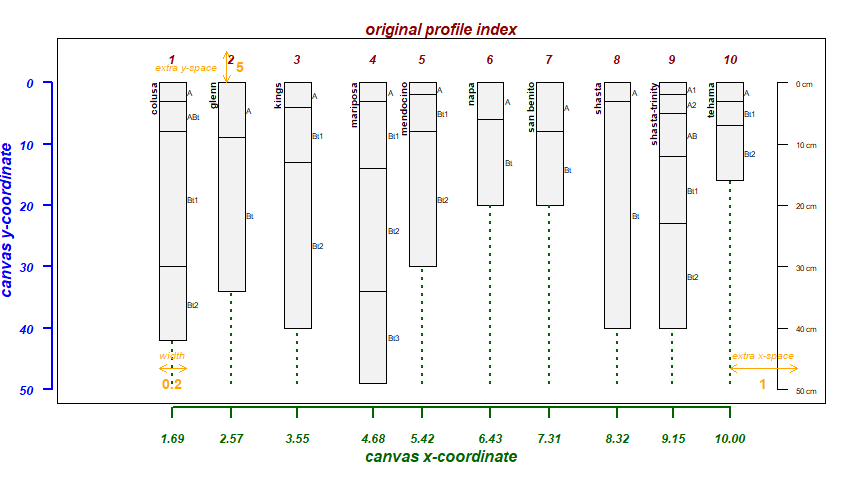 original profile index
1 2 3 4 5 6 7 8 9 10
extra y-space 5
canvas y-coordinate
0
10
20
30
40
50
colusa
A
ABt
Bt1
Bt2
glenn
A
Bt
kings
A
Bt1
Bt2
mariposa
A
Bt1
Bt2
Bt3
mendocino
A
Bt1
Bt2
napa
A
Bt
san benito
A
Bt
shasta
A
Bt
shasta-trinity
A1
A2
AB
Bt1
Bt2
tehama
A
Bt1
Bt2
0 cm
10 cm
20 cm
30 cm
40 cm
50 cm
width
0.2
extra x-space
1
1.69 2.57 3.55 4.68 5.42 6.43 7.31 8.32 9.15 10.00
canvas x-coordinate